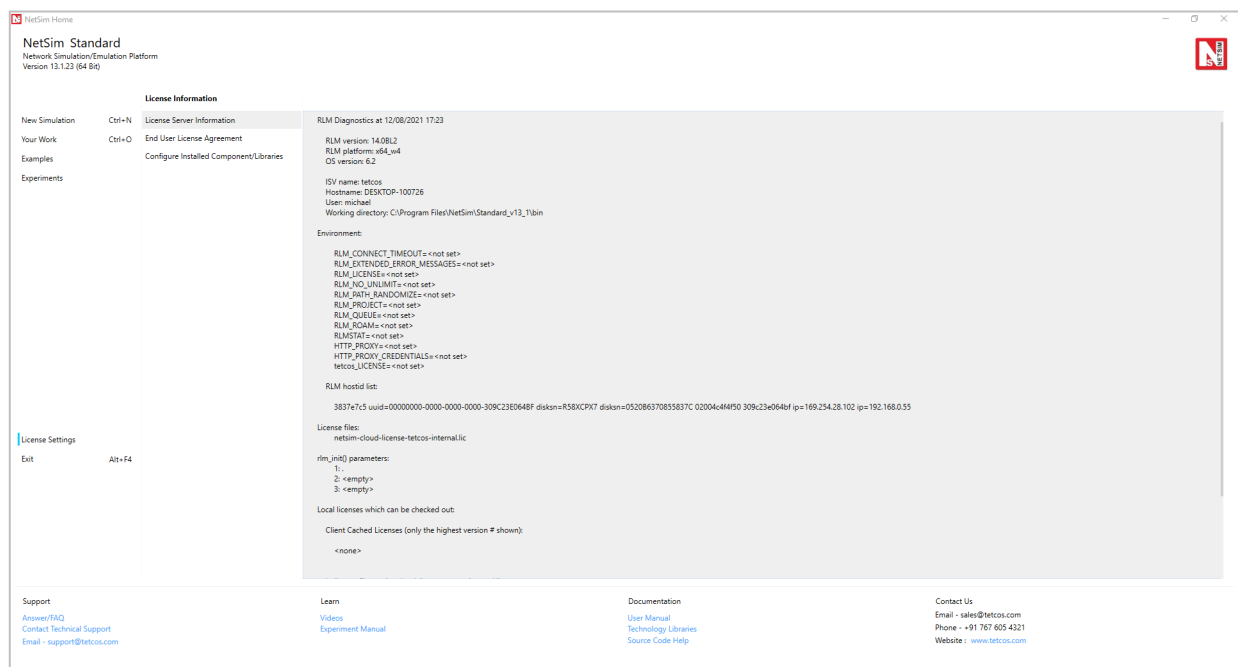 NetSim Home
NetSim Standard
Network Simulation/Emulation Platform
Version 13.1.23 (64 Bit)
NETSIM
License Information
New Simulation Ctrl+N
Your Work Ctrl+O
Examples
Experiments
License Settings
Exit Alt+F4
License Server Information
End User License Agreement
Configure Installed Component/Libraries
RLM Diagnostics at 12/08/2021 17:23
RLM version: 14.0BL2
RLM platform: x64_w4
OS version: 6.2
ISV name: tetcos
Hostname: DESKTOP-100726
User: michael
Working directory: C:\Program Files\NetSim\Standard_v13_1\bin
Environment:
RLM_CONNECT_TIMEOUT=<not set>
RLM_EXTENDED_ERROR_MESSAGES=<not set>
RLM_LICENSE=<not set>
RLM_NO_UNLIMIT=<not set>
RLM_PATH_RANDOMIZE=<not set>
RLM_PROJECT=<not set>
RLM_QUEUE=<not set>
RLM_ROAM=<not set>
RLMSTAT=<not set>
HTTP_PROXY=<not set>
HTTP_PROXY_CREDENTIALS=<not set>
tetcos_LICENSE=<not set>
RLM hostid list:
3837e7c5 uuid=00000000-0000-0000-0000-309C23E064BF disksn=R58XCPX7 disksn=052086370855837C 02004c4f4f50 309c23e064bf ip=169.254.28.102 ip=192.168.0.55
License files:
netsim-cloud-license-tetcos-internal.lic
rlm_init() parameters:
1: .
2: <empty>
3: <empty>
Local licenses which can be checked out:
Client Cached Licenses (only the highest version # shown):
<none>
Support
Answer/FAQ
Contact Technical Support
Email - support@tetcos.com
Learn
Videos
Experiment Manual
Documentation
User Manual
Technology Libraries
Source Code Help
Contact Us
Email - sales@tetcos.com
Phone - +91 767 605 4321
Website : www.tetcos.com